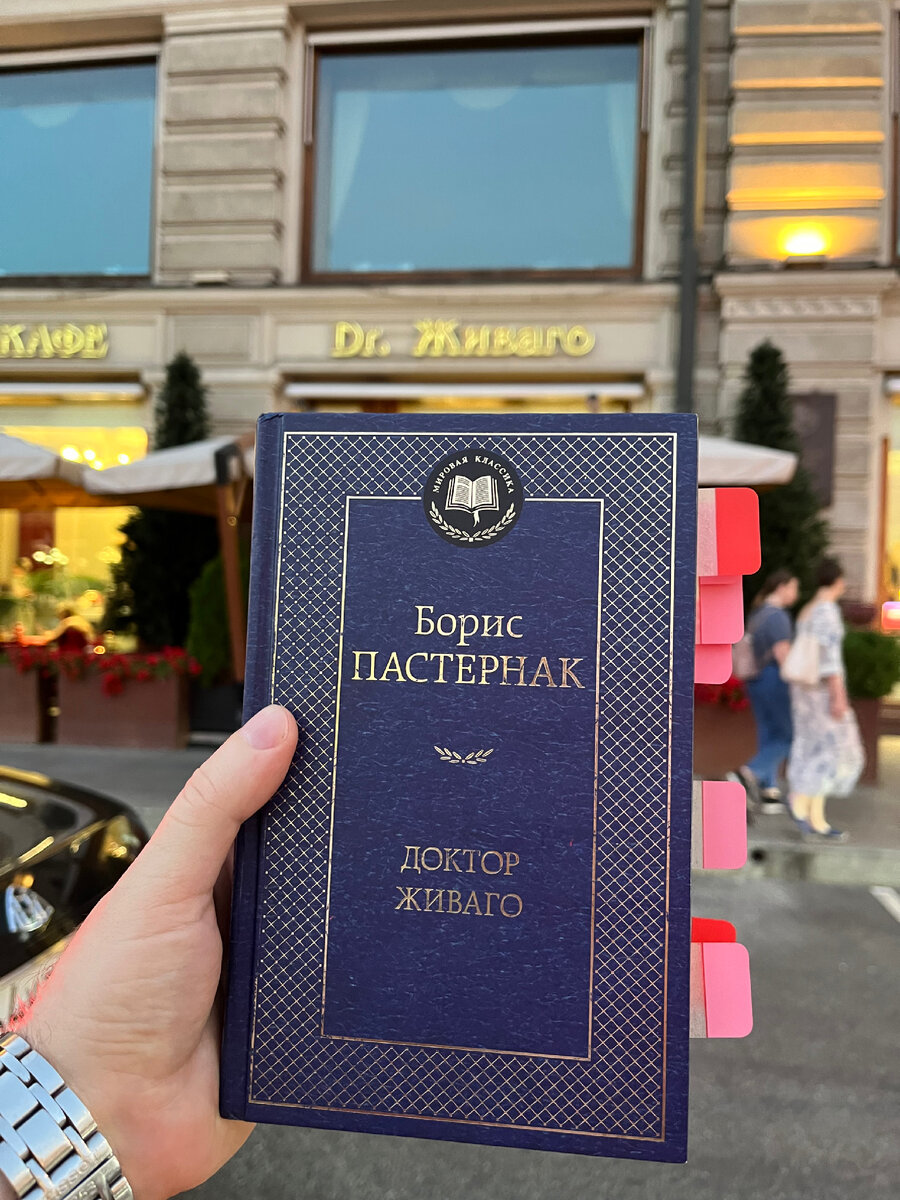 КАФЕ
Dr. Живаго
МИРОВАЯ КЛАССИКА
Борис
ПАСТЕРНАК
ДОКТОР
ЖИВАГО